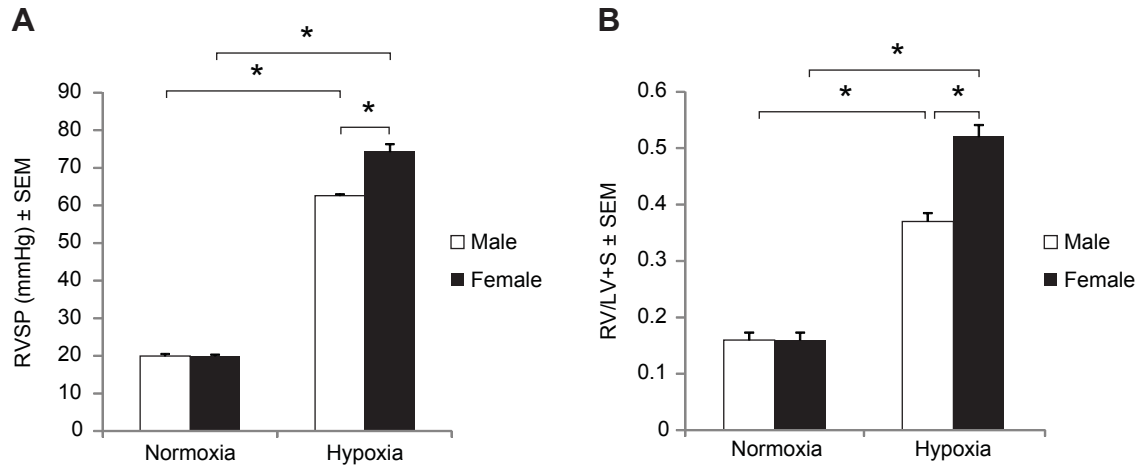 A
*
*
*
RVSP (mmHg) ± SEM
90
80
70
60
50
40
30
20
10
0
Normoxia
Hypoxia
Male
Female
B
*
*
*
RV/LV+S ± SEM
0.6
0.5
0.4
0.3
0.2
0.1
0
Normoxia
Hypoxia
Male
Female